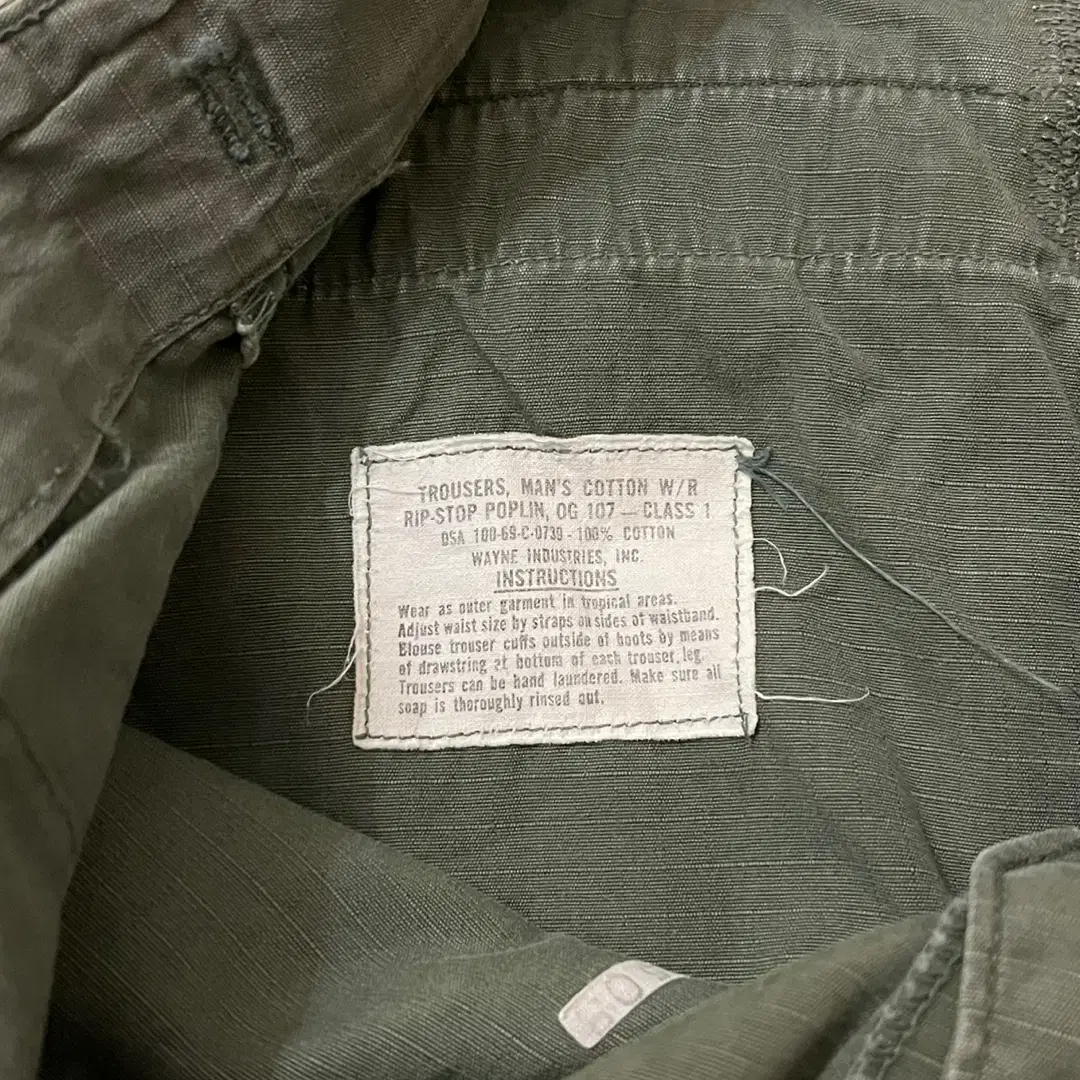 TROUSERS, MAN'S COTTON W/R
RIP-STOP POPLIN, OG 107 — CLASS 1
DSA 100-69-C-0739 - 100% COTTON
WAYNE INDUSTRIES, INC.
INSTRUCTIONS
Wear as outer garment in tropical areas.
Adjust waist size by straps on sides of waistband.
Blouse trouser cuffs outside of boots by means
of drawstring at bottom of each trouser leg.
Trousers can be hand laundered. Make sure all
soap is thoroughly rinsed out.